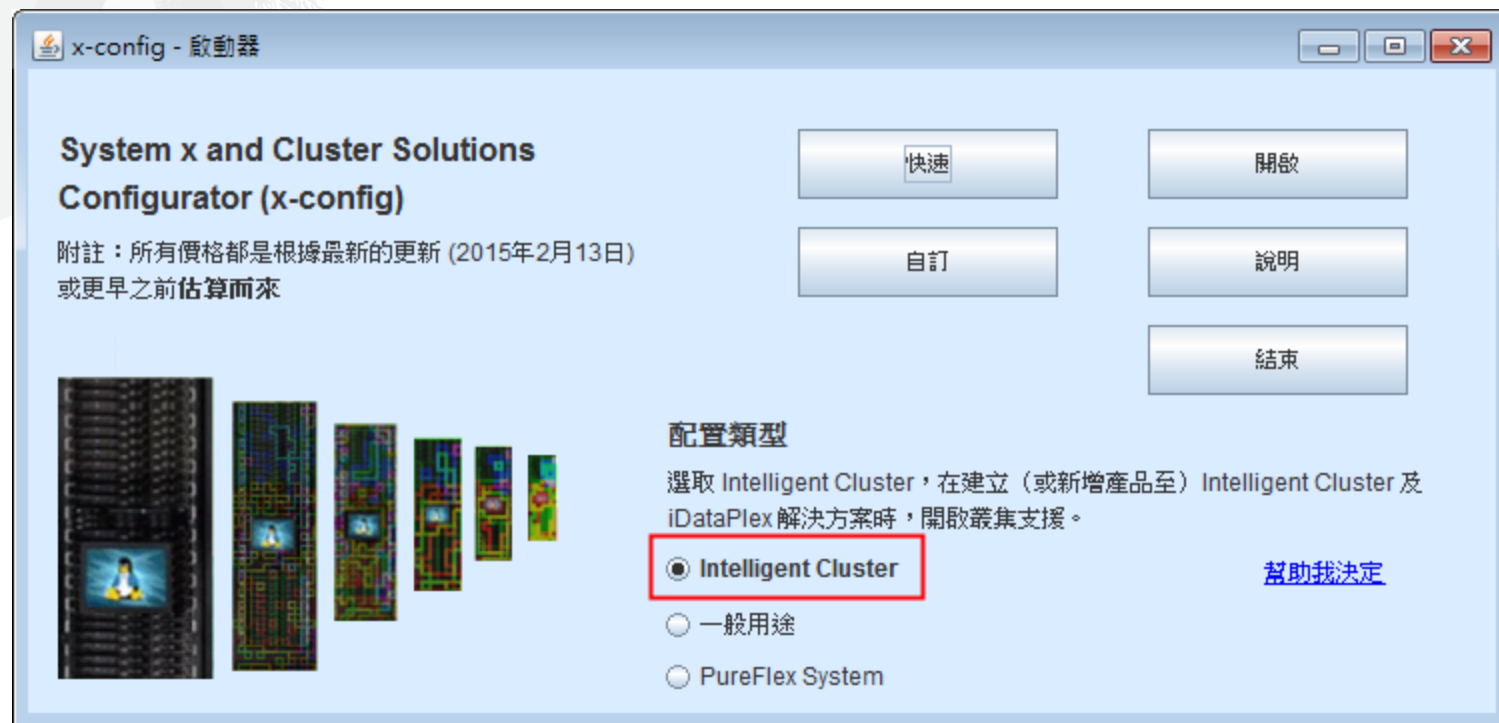 x-config - 啟動器
System x and Cluster Solutions
Configurator (x-config)
附註：所有價格都是根據最新的更新 (2015年2月13日)
或更早之前估算而來
快速
開啟
自訂
說明
結束
配置類型
選取 Intelligent Cluster，在建立（或新增產品至）Intelligent Cluster 及
iDataPlex 解決方案時，開啟叢集支援。
Intelligent Cluster
幫助我決定
一般用途
PureFlex System